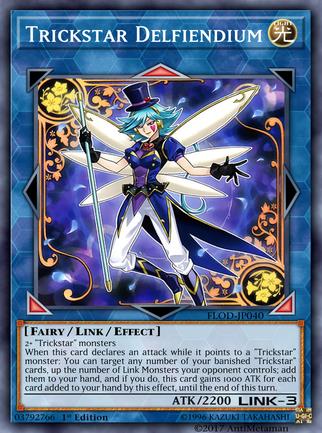 TRICKSTAR DELFIENDIUM
LIGHT
光
FLOD-JP040
[FAIRY / LINK / EFFECT]
2+ "Trickstar" monsters
When this card declares an attack while it points to a "Trickstar"
monster: You can target any number of your banished "Trickstar"
cards, up the number of Link Monsters your opponent controls; add
them to your hand, and if you do, this card gains 1000 ATK for each
card added to your hand by this effect, until the end of this turn.
ATK/2200 LINK-3
03792766 1st Edition ©1996 KAZUKI TAKAHASHI
©2017 AntiMetaman